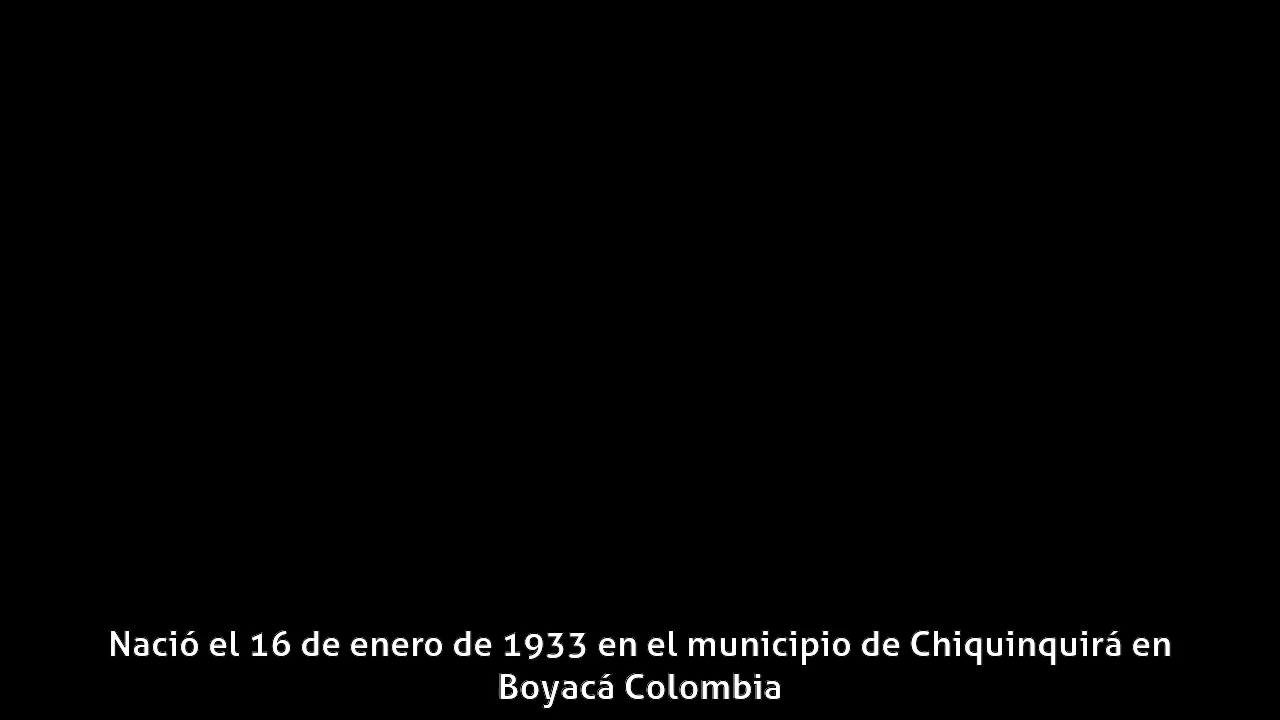 Nació el 16 de enero de 1933 en el municipio de Chiquinquirá en
Boyacá Colombia